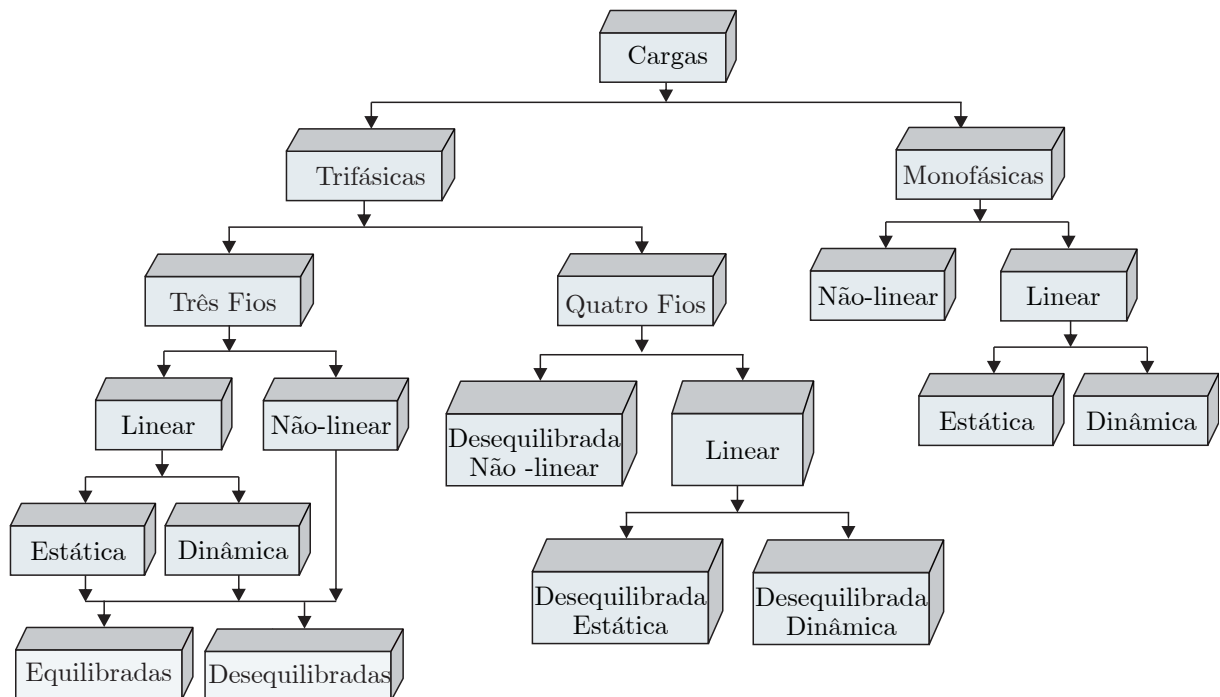 Cargas
Trifásicas
Monofásicas
Três Fios
Quatro Fios
Não-linear
Linear
Linear
Não-linear
Desequilibrada
Não -linear
Linear
Estática
Dinâmica
Estática
Dinâmica
Desequilibrada
Estática
Desequilibrada
Dinâmica
Equilibradas
Desequilibradas